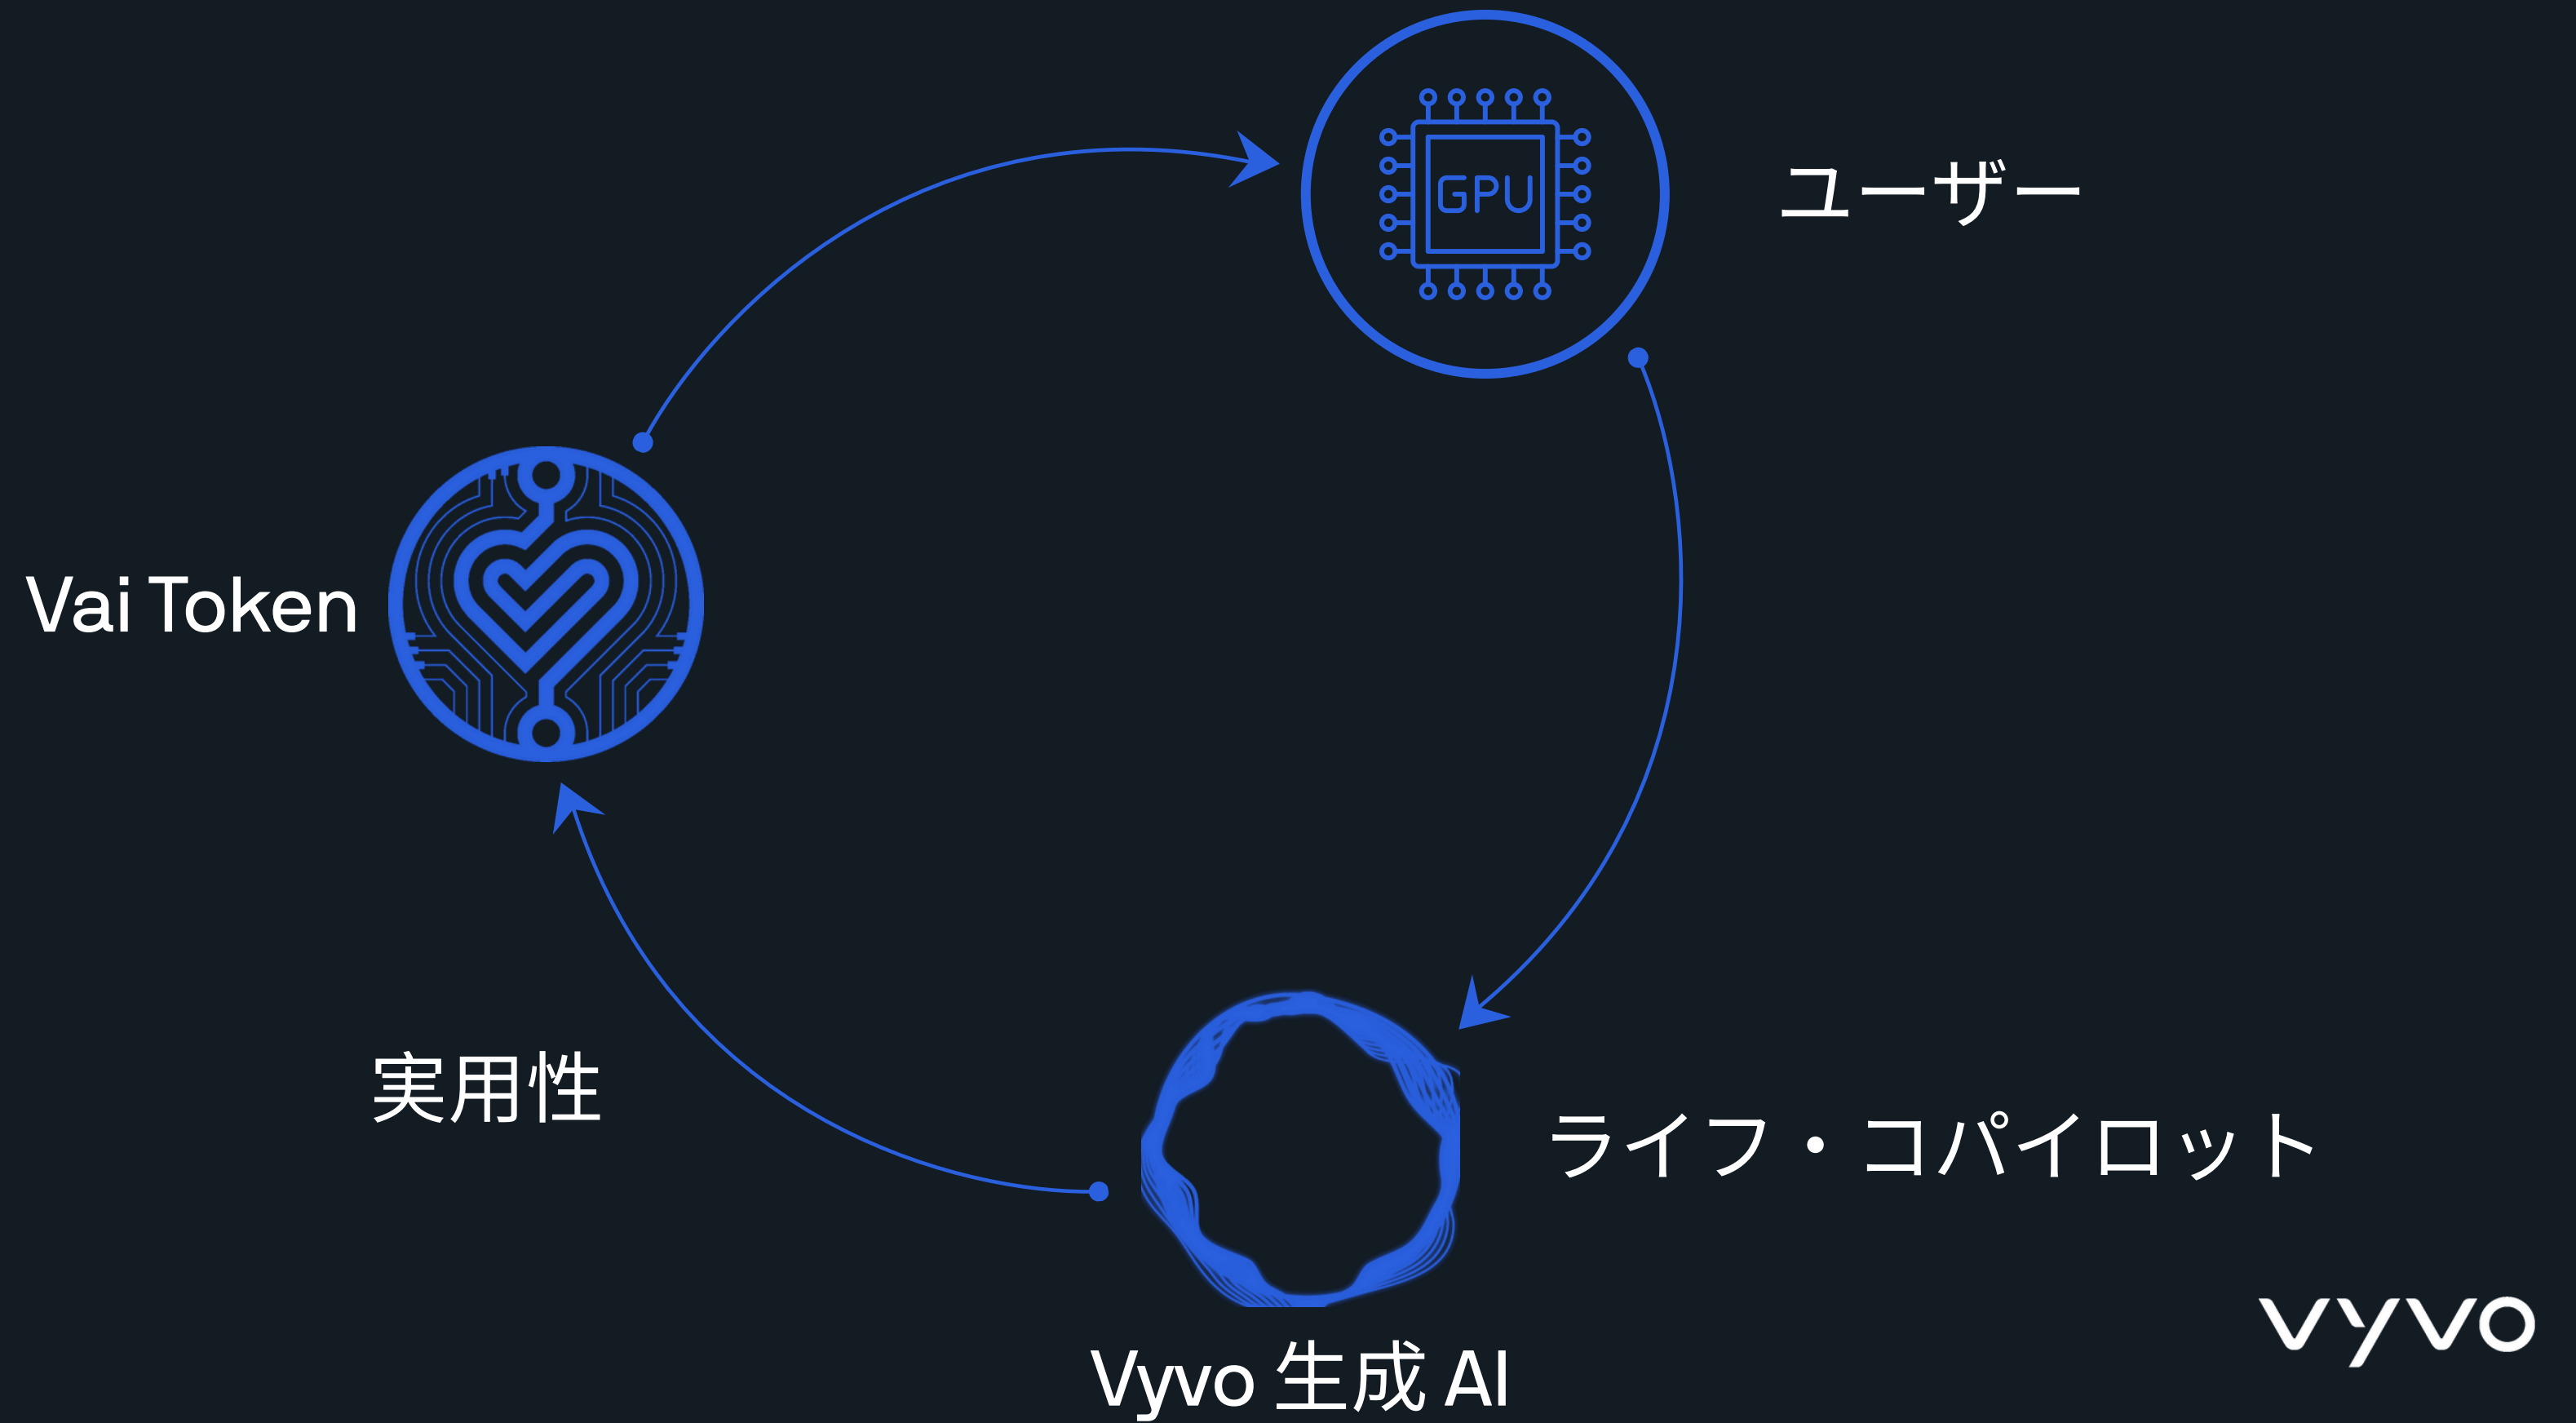 GPU
ユーザー
Vai Token
実用性
ライフ・コパイロット
Vyvo 生成 AI
vyvo